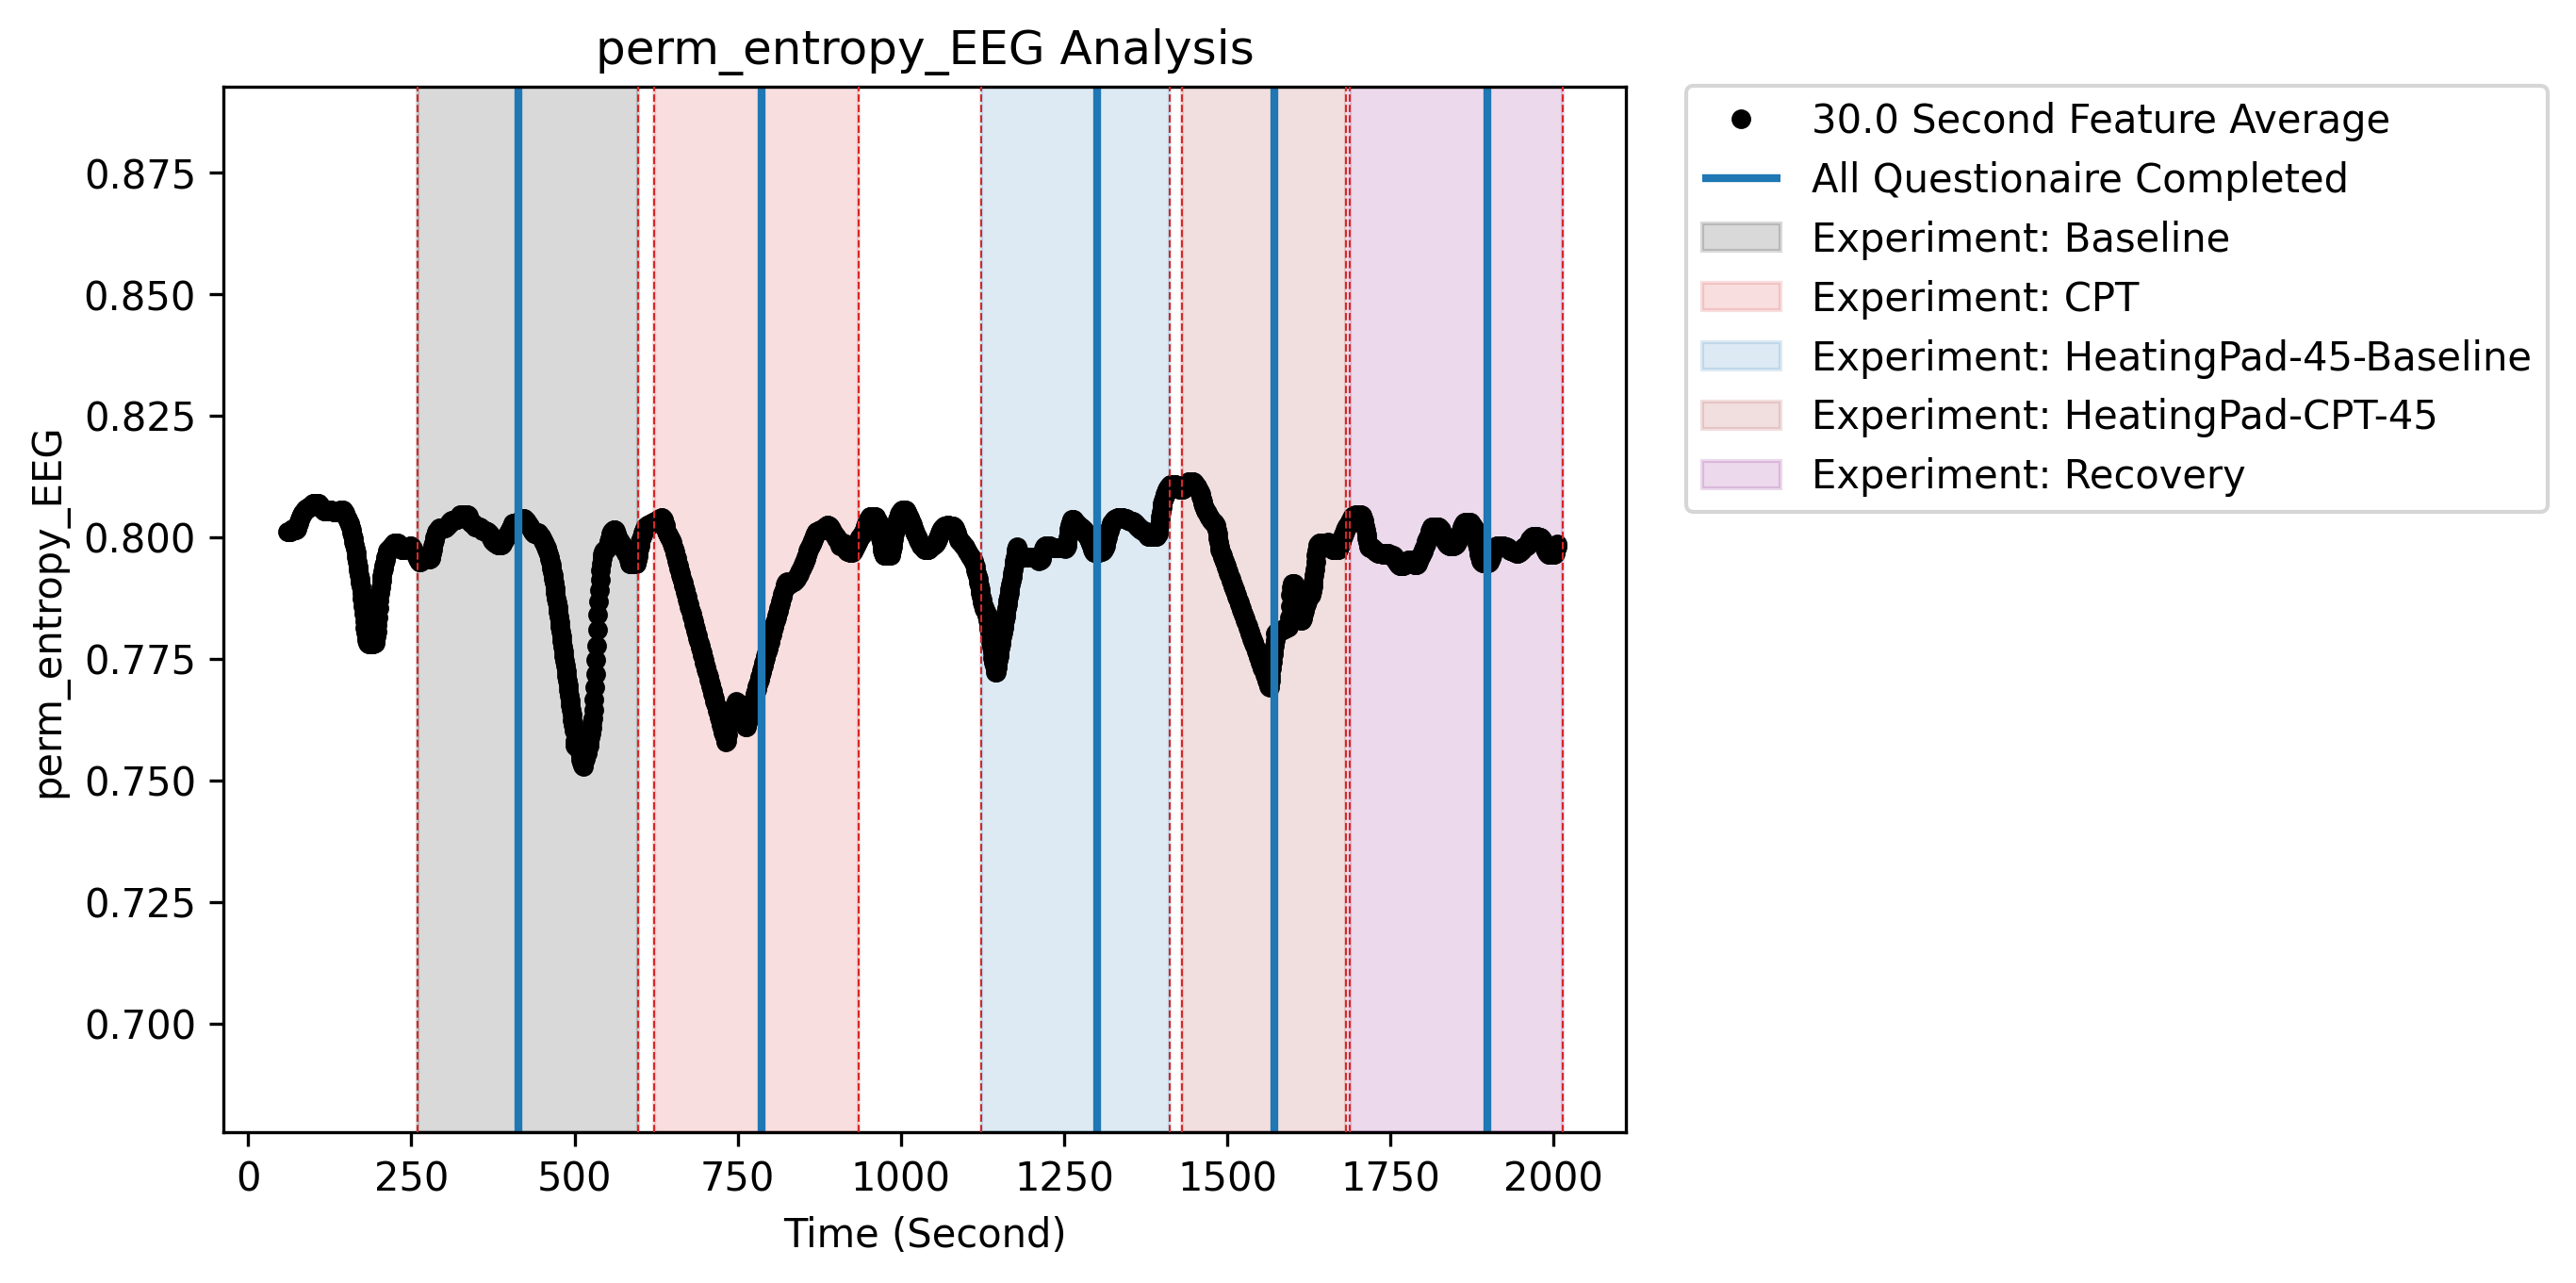 perm_entropy_EEG Analysis
perm_entropy_EEG
0.875
0.850
0.825
0.800
0.775
0.750
0.725
0.700
0 250 500 750 1000 1250 1500 1750 2000
Time (Second)
30.0 Second Feature Average
All Questionaire Completed
Experiment: Baseline
Experiment: CPT
Experiment: HeatingPad-45-Baseline
Experiment: HeatingPad-CPT-45
Experiment: Recovery